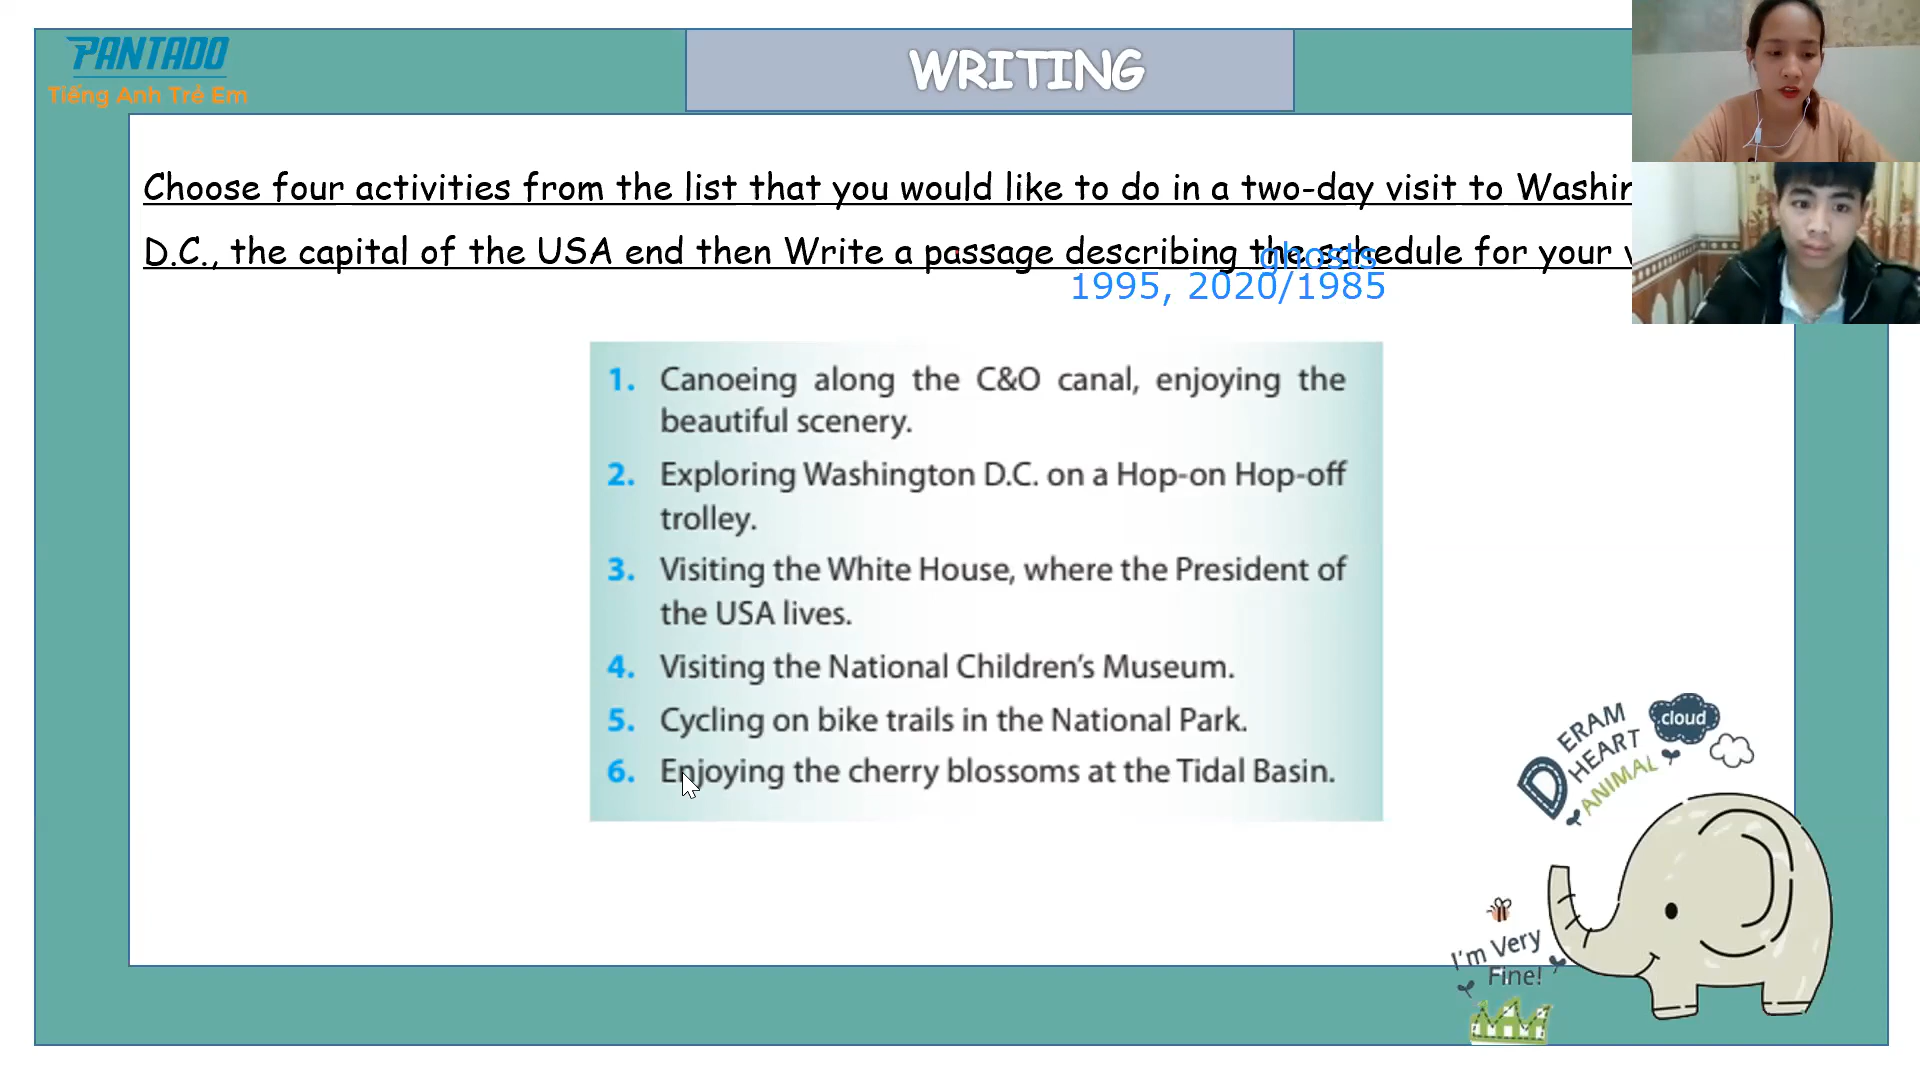 PANTADO
Tiếng Anh Trẻ Em
WRITING
Choose four activities from the list that you would like to do in a two-day visit to
D.C., the capital of the USA end then Write a passage describing the schedule for your
ghosts
1995, 2020/1985
1. Canoeing along the C&O canal, enjoying the
beautiful scenery.
2. Exploring Washington D.C. on a Hop-on Hop-off
trolley.
3. Visiting the White House, where the President of
the USA lives.
4. Visiting the National Children's Museum.
5. Cycling on bike trails in the National Park.
6. Enjoying the cherry blossoms at the Tidal Basin.
DERAM
HEART
ANIMAL
cloud
I'm Very
Fine!